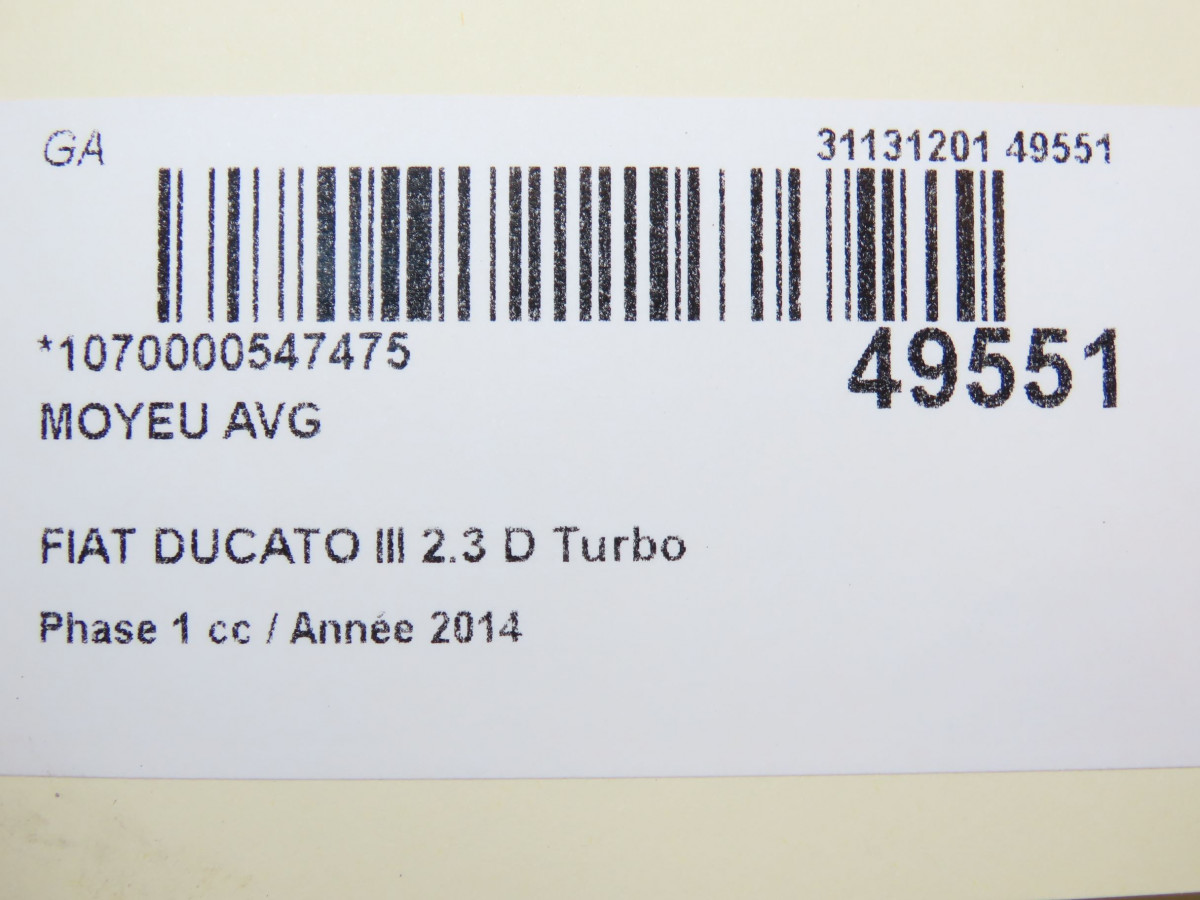 GA 31131201 49551
*1070000547475 49551
MOYEU AVG
FIAT DUCATO III 2.3 D Turbo
Phase 1 cc / Année 2014